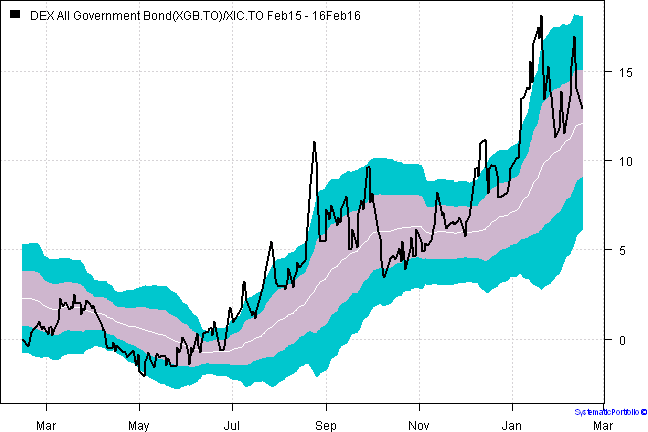 DEX All Government Bond(XGB.TO)/XIC.TO Feb15 - 16Feb16
15
10
5
0
Mar May Jul Sep Nov Jan Mar
SystematicPortfolio ©